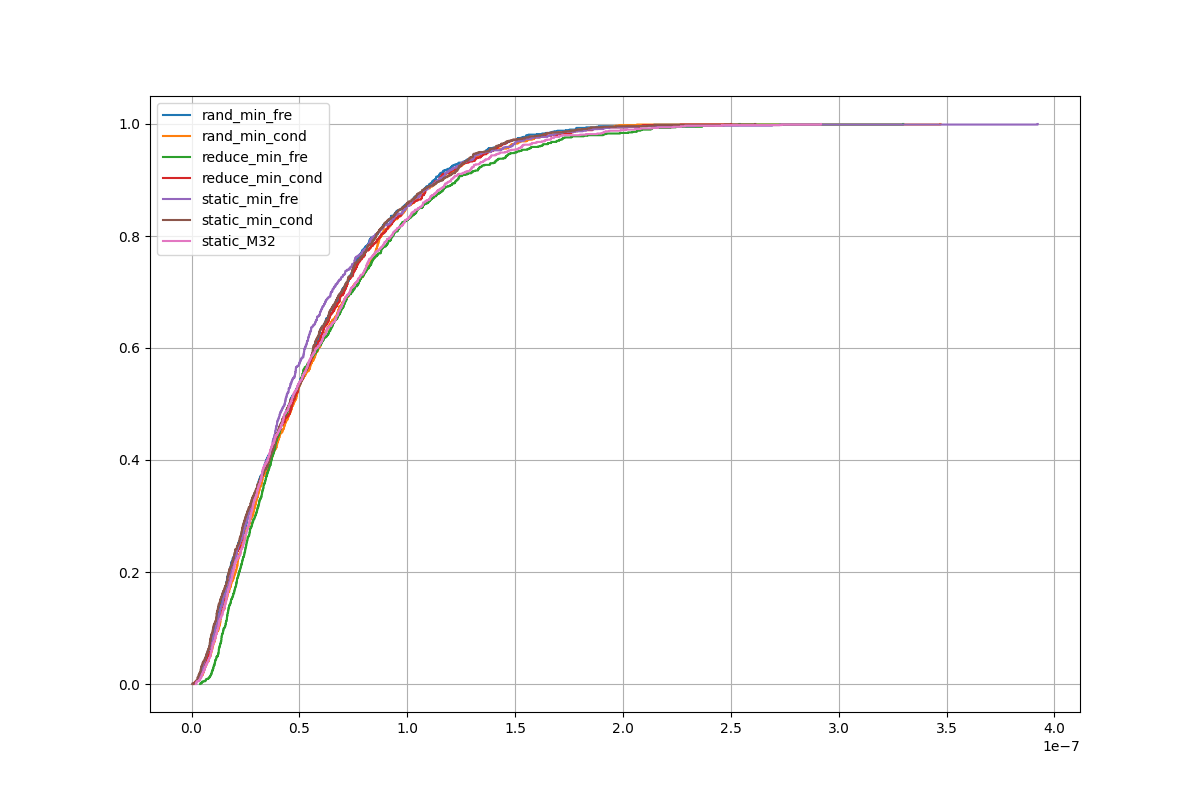 rand_min_fre
rand_min_cond
reduce_min_fre
reduce_min_cond
static_min_fre
static_min_cond
static_M32
1.0
0.8
0.6
0.4
0.2
0.0
0.0 0.5 1.0 1.5 2.0 2.5 3.0 3.5 4.0
1e−7